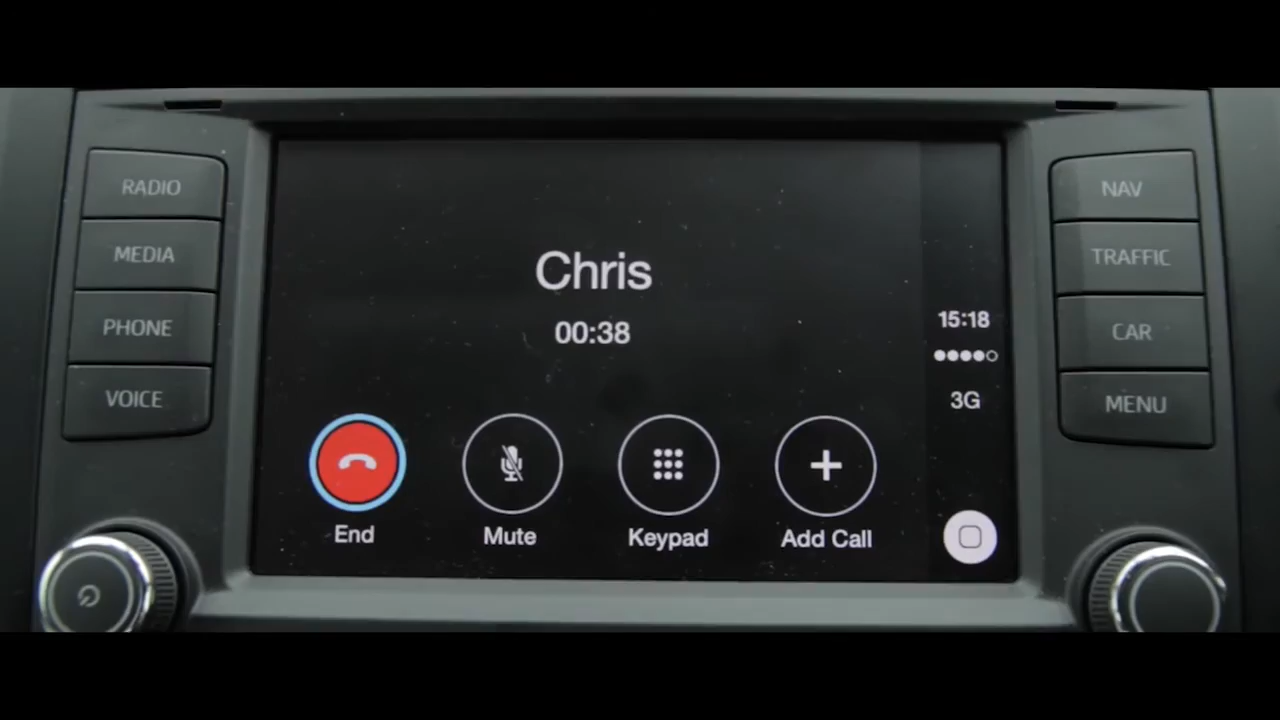 RADIO
MEDIA
PHONE
VOICE
Chris
00:38
End
Mute
Keypad
Add Call
15:18
3G
NAV
TRAFFIC
CAR
MENU